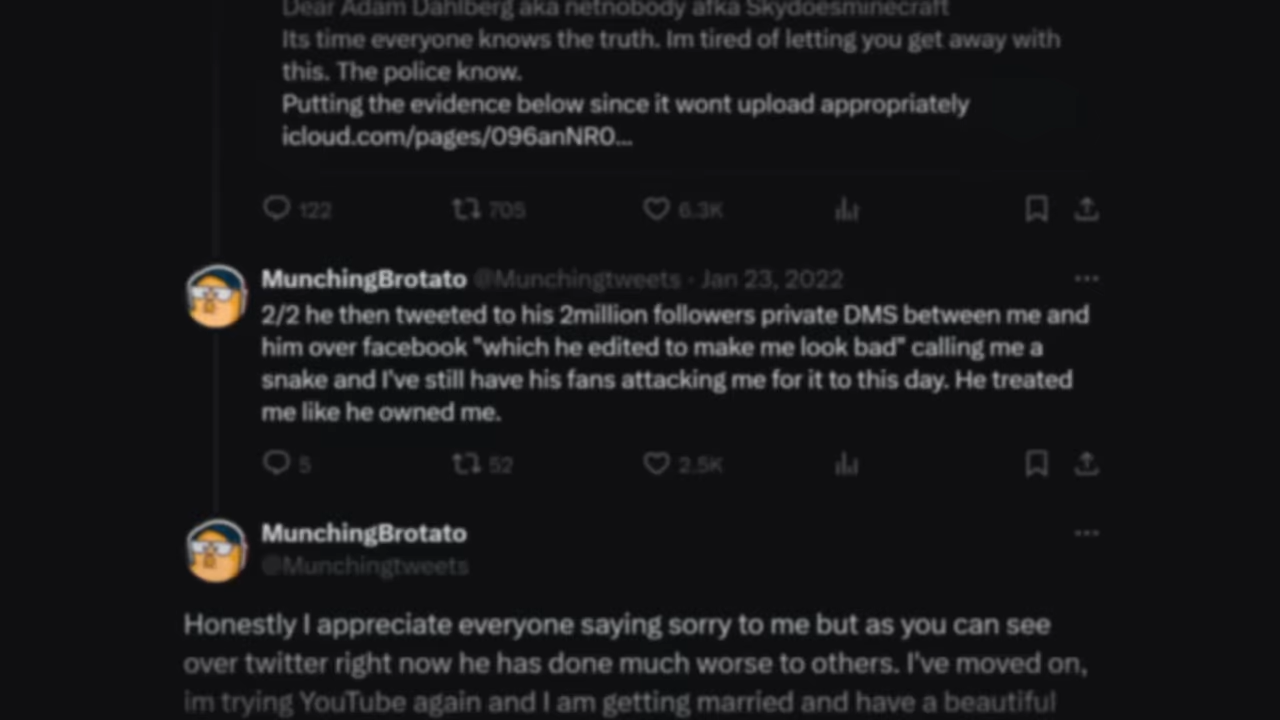 Dear Adam Dahlberg aka netnobody afka Skydoesminecraft
Its time everyone knows the truth. Im tired of letting you get away with
this. The police know.
Putting the evidence below since it wont upload appropriately
icloud.com/pages/096anNR0...
122 705 6.3K
MunchingBrotato @Munchingtweets · Jan 23, 2022
2/2 he then tweeted to his 2million followers private DMS between me and
him over facebook "which he edited to make me look bad" calling me a
snake and I've still have his fans attacking me for it to this day. He treated
me like he owned me.
5 52 2.5K
MunchingBrotato
@Munchingtweets
Honestly I appreciate everyone saying sorry to me but as you can see
over twitter right now he has done much worse to others. I've moved on,
im trying YouTube again and I am getting married and have a beautiful